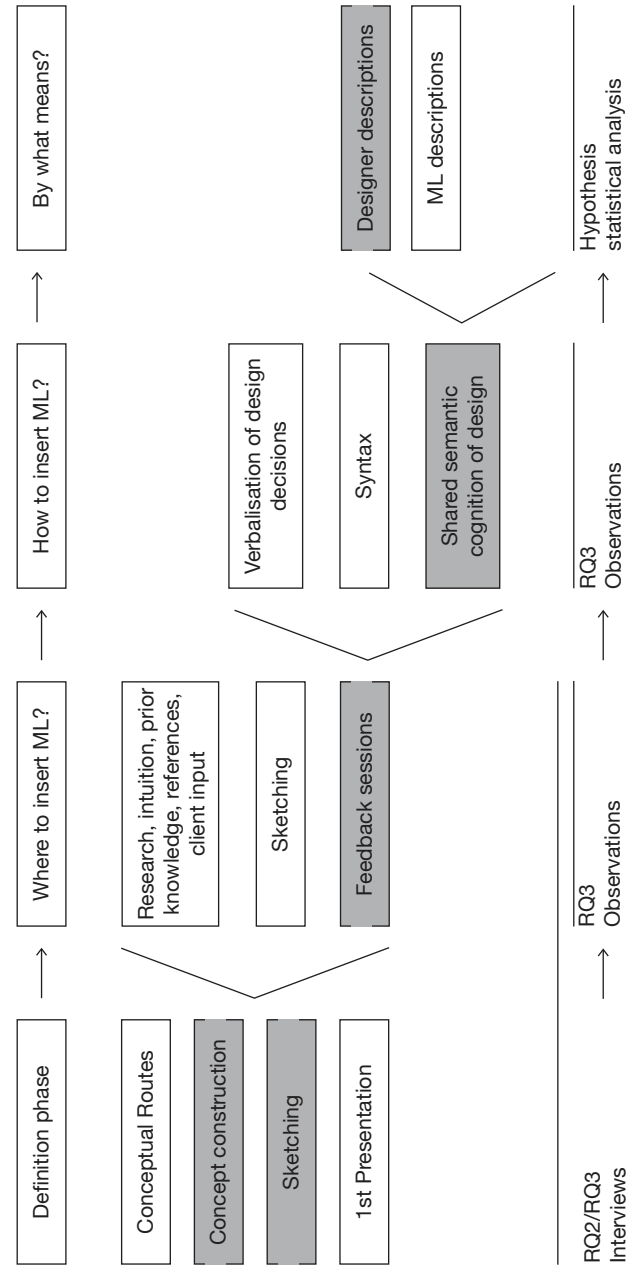 Definition phase
Where to insert ML?
How to insert ML?
By what means?
Conceptual Routes
Concept construction
Sketching
1st Presentation
Research, intuition, prior
knowledge, references,
client input
Sketching
Feedback sessions
Verbalisation of design
decisions
Syntax
Shared semantic
cognition of design
Designer descriptions
ML descriptions
RQ2/RQ3
Interviews
RQ3
Observations
RQ3
Observations
Hypothesis
statistical analysis